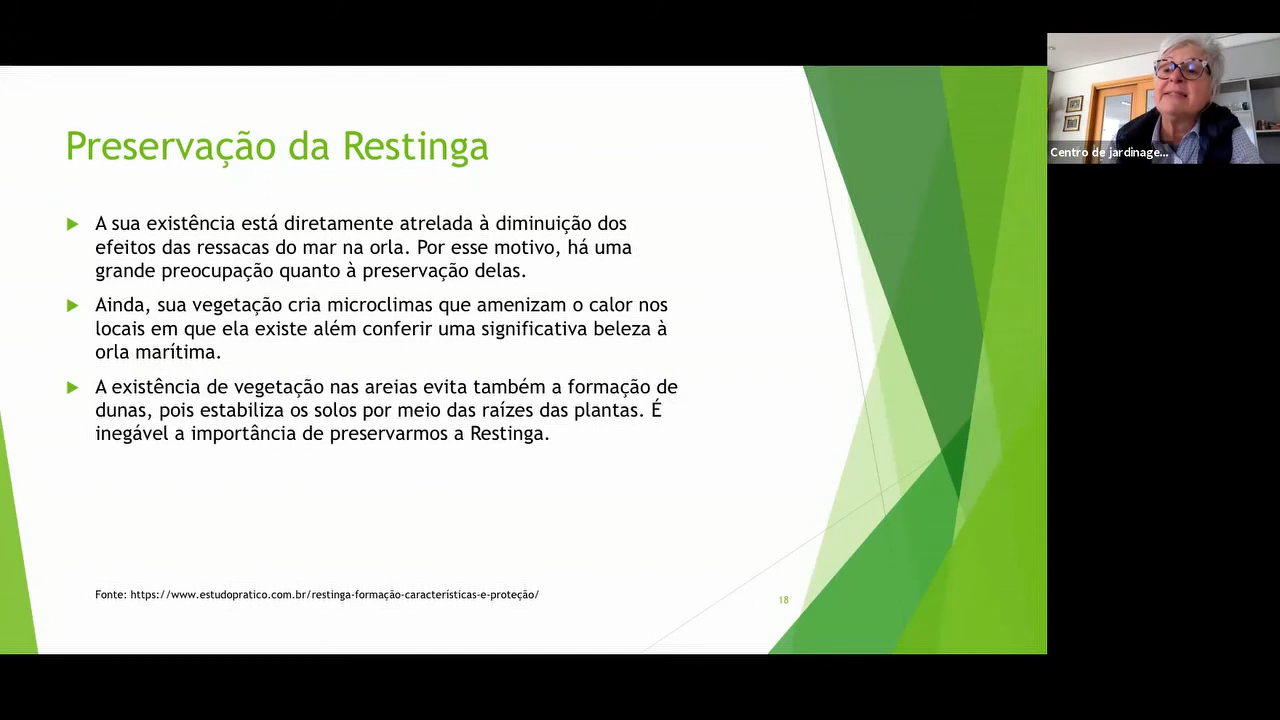 Preservação da Restinga
A sua existência está diretamente atrelada à diminuição dos
efeitos das ressacas do mar na orla. Por esse motivo, há uma
grande preocupação quanto à preservação delas.
Ainda, sua vegetação cria microclimas que amenizam o calor nos
locais em que ela existe além conferir uma significativa beleza à
orla marítima.
A existência de vegetação nas areias evita também a formação de
dunas, pois estabiliza os solos por meio das raízes das plantas. É
inegável a importância de preservarmos a Restinga.
Fonte: https://www.estudopratico.com.br/restinga-formação-características-e-proteção/
18
Centro de jardinage...